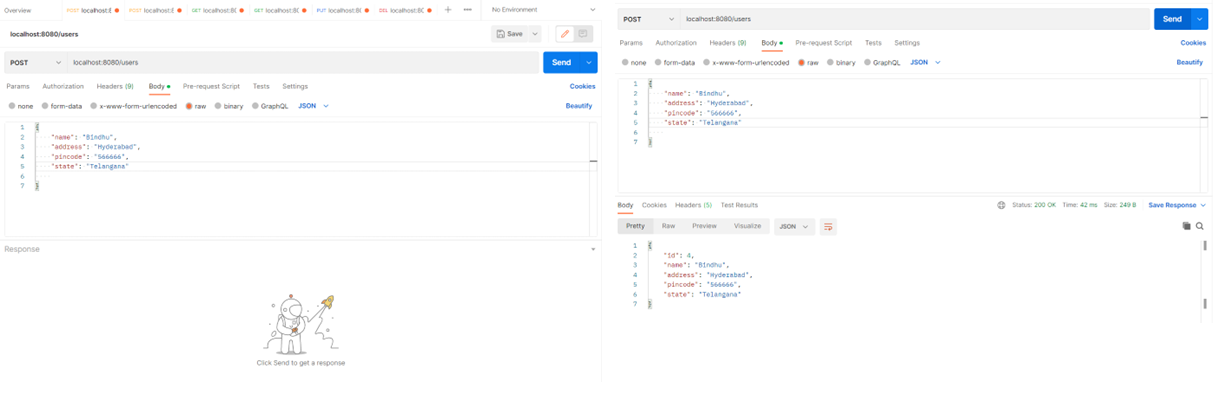 Overview POST localhost:8 POST localhost:8 GET localhost:8( GET localhost:8( PUT localhost:8( DEL localhost:8( No Environment
localhost:8080/users Save
POST localhost:8080/users Send
Params Authorization Headers (9) Body Pre-request Script Tests Settings Cookies
none form-data x-www-form-urlencoded raw binary GraphQL JSON Beautify
1 {
2 "name": "Bindhu",
3 "address": "Hyderabad",
4 "pincode": "566666",
5 "state": "Telangana"
6
7 }
Response
Click Send to get a response
POST localhost:8080/users Send
Params Authorization Headers (9) Body Pre-request Script Tests Settings Cookies
none form-data x-www-form-urlencoded raw binary GraphQL JSON Beautify
1 {
2 "name": "Bindhu",
3 "address": "Hyderabad",
4 "pincode": "566666",
5 "state": "Telangana"
6
7 }
Body Cookies Headers (5) Test Results Status: 200 OK Time: 42 ms Size: 249 B Save Response
Pretty Raw Preview Visualize JSON
1 {
2 "id": 4,
3 "name": "Bindhu",
4 "address": "Hyderabad",
5 "pincode": "566666",
6 "state": "Telangana"
7 }